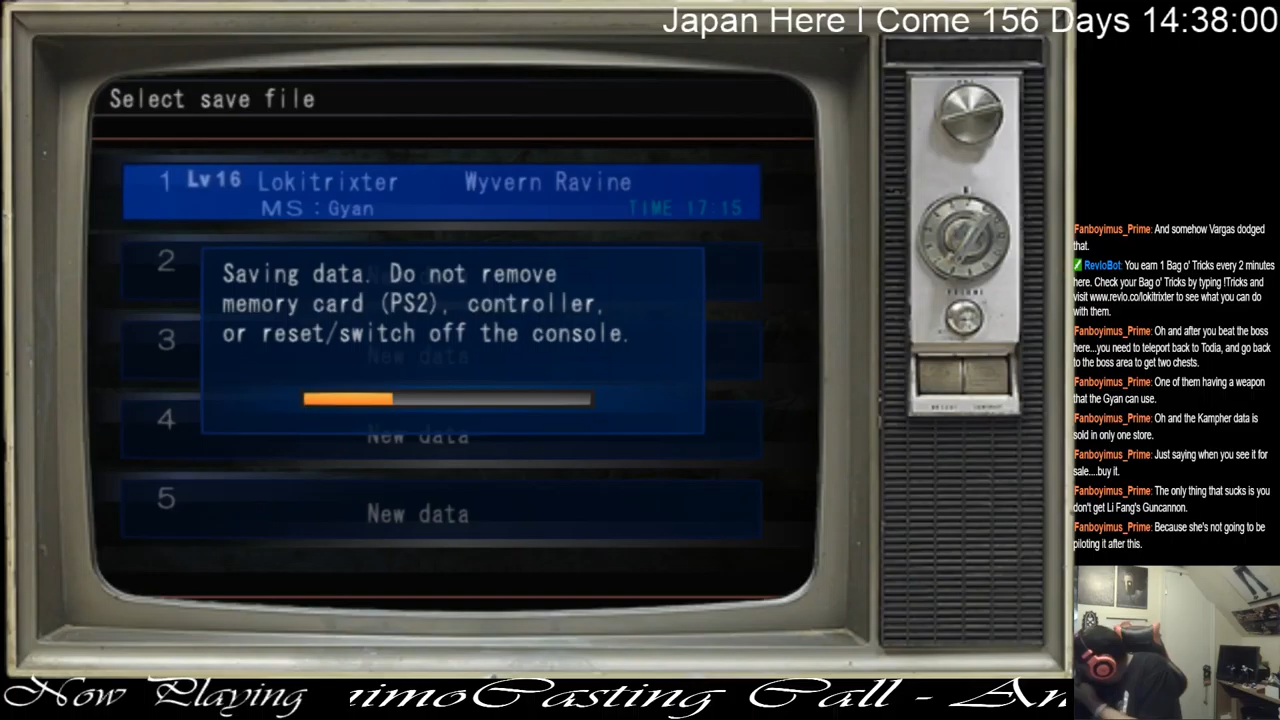 Japan Here I Come 156 Days 14:38:00
Select save file
1 Lv16 Lokitrixter Wyvern Ravine
MS : Gyan TIME 17:15
2
Saving data. Do not remove
memory card (PS2), controller,
or reset/switch off the console.
3 New data
4 New data
5 New data
Fanboyimus_Prime: And somehow Vargas dodged
that.
RevloBot: You earn 1 Bag o' Tricks every 2 minutes
here. Check your Bag o' Tricks by typing !Tricks and
visit www.revlo.co/lokitrixter to see what you can do
with them.
Fanboyimus_Prime: Oh and after you beat the boss
here...you need to teleport back to Todia, and go back
to the boss area to get two chests.
Fanboyimus_Prime: One of them having a weapon
that the Gyan can use.
Fanboyimus_Prime: Oh and the Kampher data is
sold in only one store.
Fanboyimus_Prime: Just saying when you see it for
sale....buy it.
Fanboyimus_Prime: The only thing that sucks is you
don't get Li Fang's Guncannon.
Fanboyimus_Prime: Because she's not going to be
piloting it after this.
Now Playing imoCasting Call - An